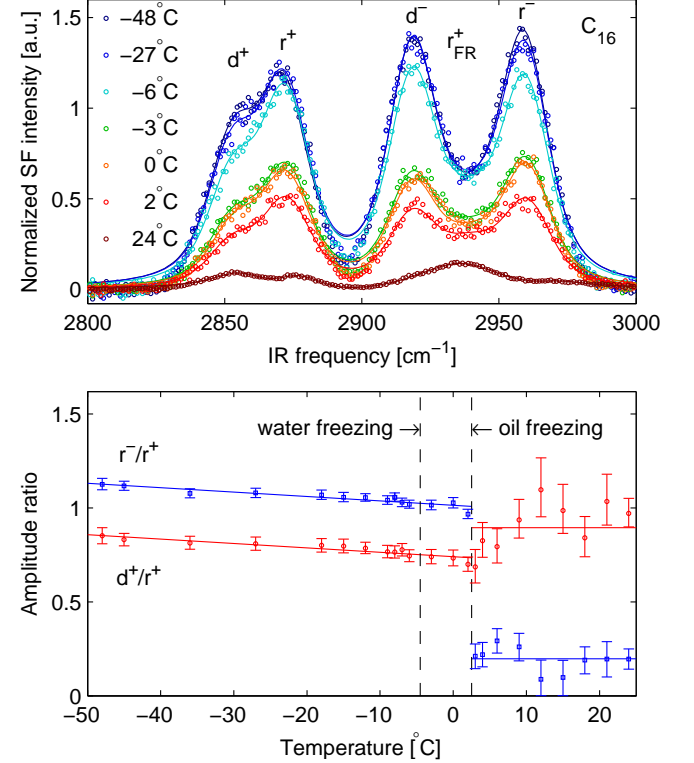 1.5
1
0.5
0
Normalized SF intensity [a.u.]
−48°C
−27°C
−6°C
−3°C
0°C
2°C
24°C
d⁺
r⁺
d⁻
r⁺FR
r⁻
C₁₆
2800 2850 2900 2950 3000
IR frequency [cm⁻¹]
1.5
1
0.5
0
Amplitude ratio
water freezing → ← oil freezing
r⁻/r⁺
d⁺/r⁺
−50 −40 −30 −20 −10 0 10 20
Temperature [°C]